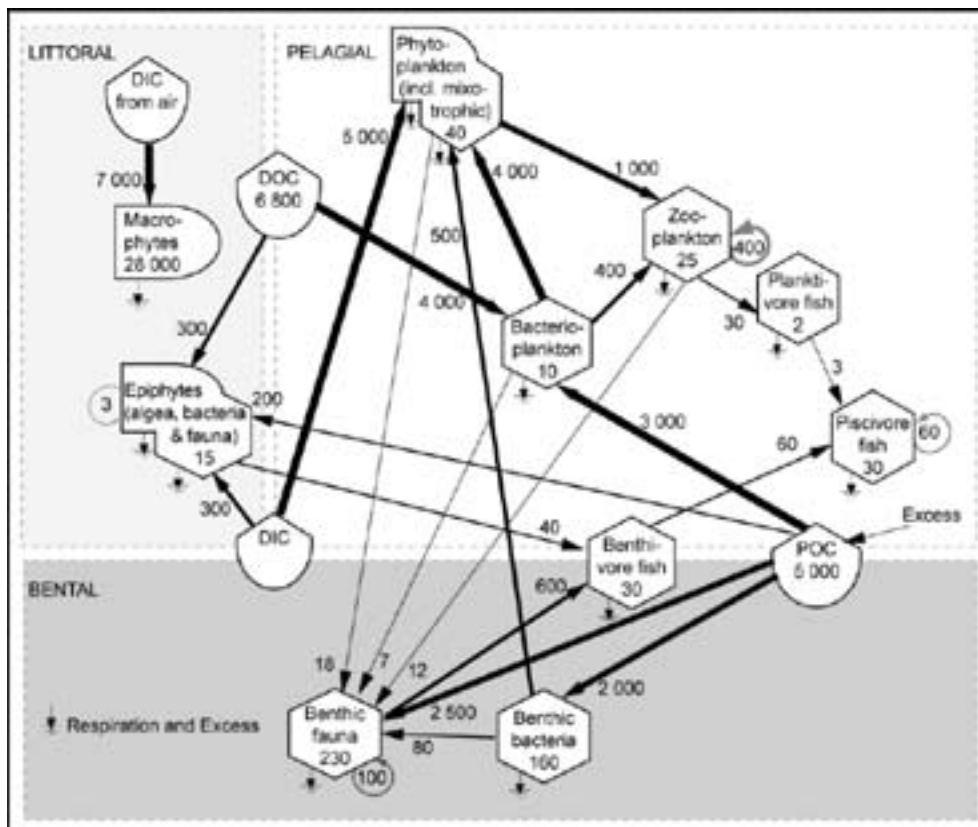 LITTORAL
PELAGIAL
DIC
from air
7 000
Macro-
phytes
28 000
DOC
6 800
Phyto-
plankton
(incl. mixo-
trophic)
40
5 000
4 000
1 000
500
Zoo-
plankton
25
400
400
Plankti-
vore fish
2
30
4 000
Bacterio-
plankton
10
300
3
Epiphytes
(algea, bacteria
& fauna)
15
200
3 000
3
60
Piscivore
fish
30
60
300
DIC
40
Benthi-
vore fish
30
Excess
POC
5 000
BENTAL
600
18
7
12
2 000
2 500
Benthic
fauna
230
100
80
Benthic
bacteria
160
Respiration and Excess